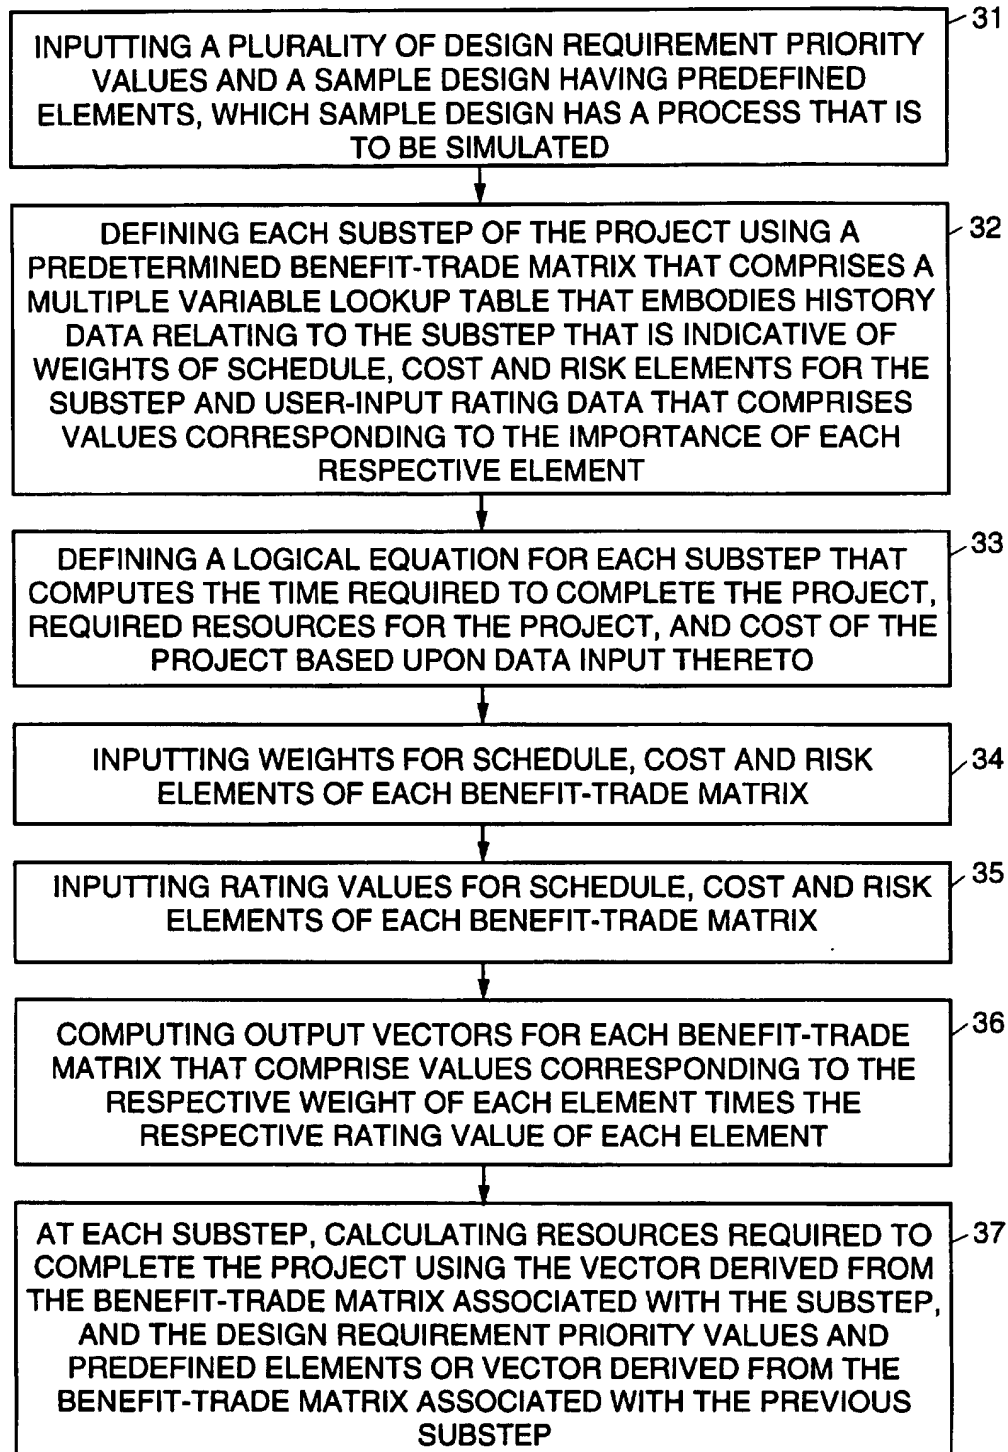 31
INPUTTING A PLURALITY OF DESIGN REQUIREMENT PRIORITY
VALUES AND A SAMPLE DESIGN HAVING PREDEFINED
ELEMENTS, WHICH SAMPLE DESIGN HAS A PROCESS THAT IS
TO BE SIMULATED
32
DEFINING EACH SUBSTEP OF THE PROJECT USING A
PREDETERMINED BENEFIT-TRADE MATRIX THAT COMPRISES A
MULTIPLE VARIABLE LOOKUP TABLE THAT EMBODIES HISTORY
DATA RELATING TO THE SUBSTEP THAT IS INDICATIVE OF
WEIGHTS OF SCHEDULE, COST AND RISK ELEMENTS FOR THE
SUBSTEP AND USER-INPUT RATING DATA THAT COMPRISES
VALUES CORRESPONDING TO THE IMPORTANCE OF EACH
RESPECTIVE ELEMENT
33
DEFINING A LOGICAL EQUATION FOR EACH SUBSTEP THAT
COMPUTES THE TIME REQUIRED TO COMPLETE THE PROJECT,
REQUIRED RESOURCES FOR THE PROJECT, AND COST OF THE
PROJECT BASED UPON DATA INPUT THERETO
34
INPUTTING WEIGHTS FOR SCHEDULE, COST AND RISK
ELEMENTS OF EACH BENEFIT-TRADE MATRIX
35
INPUTTING RATING VALUES FOR SCHEDULE, COST AND RISK
ELEMENTS OF EACH BENEFIT-TRADE MATRIX
36
COMPUTING OUTPUT VECTORS FOR EACH BENEFIT-TRADE
MATRIX THAT COMPRISE VALUES CORRESPONDING TO THE
RESPECTIVE WEIGHT OF EACH ELEMENT TIMES THE
RESPECTIVE RATING VALUE OF EACH ELEMENT
37
AT EACH SUBSTEP, CALCULATING RESOURCES REQUIRED TO
COMPLETE THE PROJECT USING THE VECTOR DERIVED FROM
THE BENEFIT-TRADE MATRIX ASSOCIATED WITH THE SUBSTEP,
AND THE DESIGN REQUIREMENT PRIORITY VALUES AND
PREDEFINED ELEMENTS OR VECTOR DERIVED FROM THE
BENEFIT-TRADE MATRIX ASSOCIATED WITH THE PREVIOUS
SUBSTEP